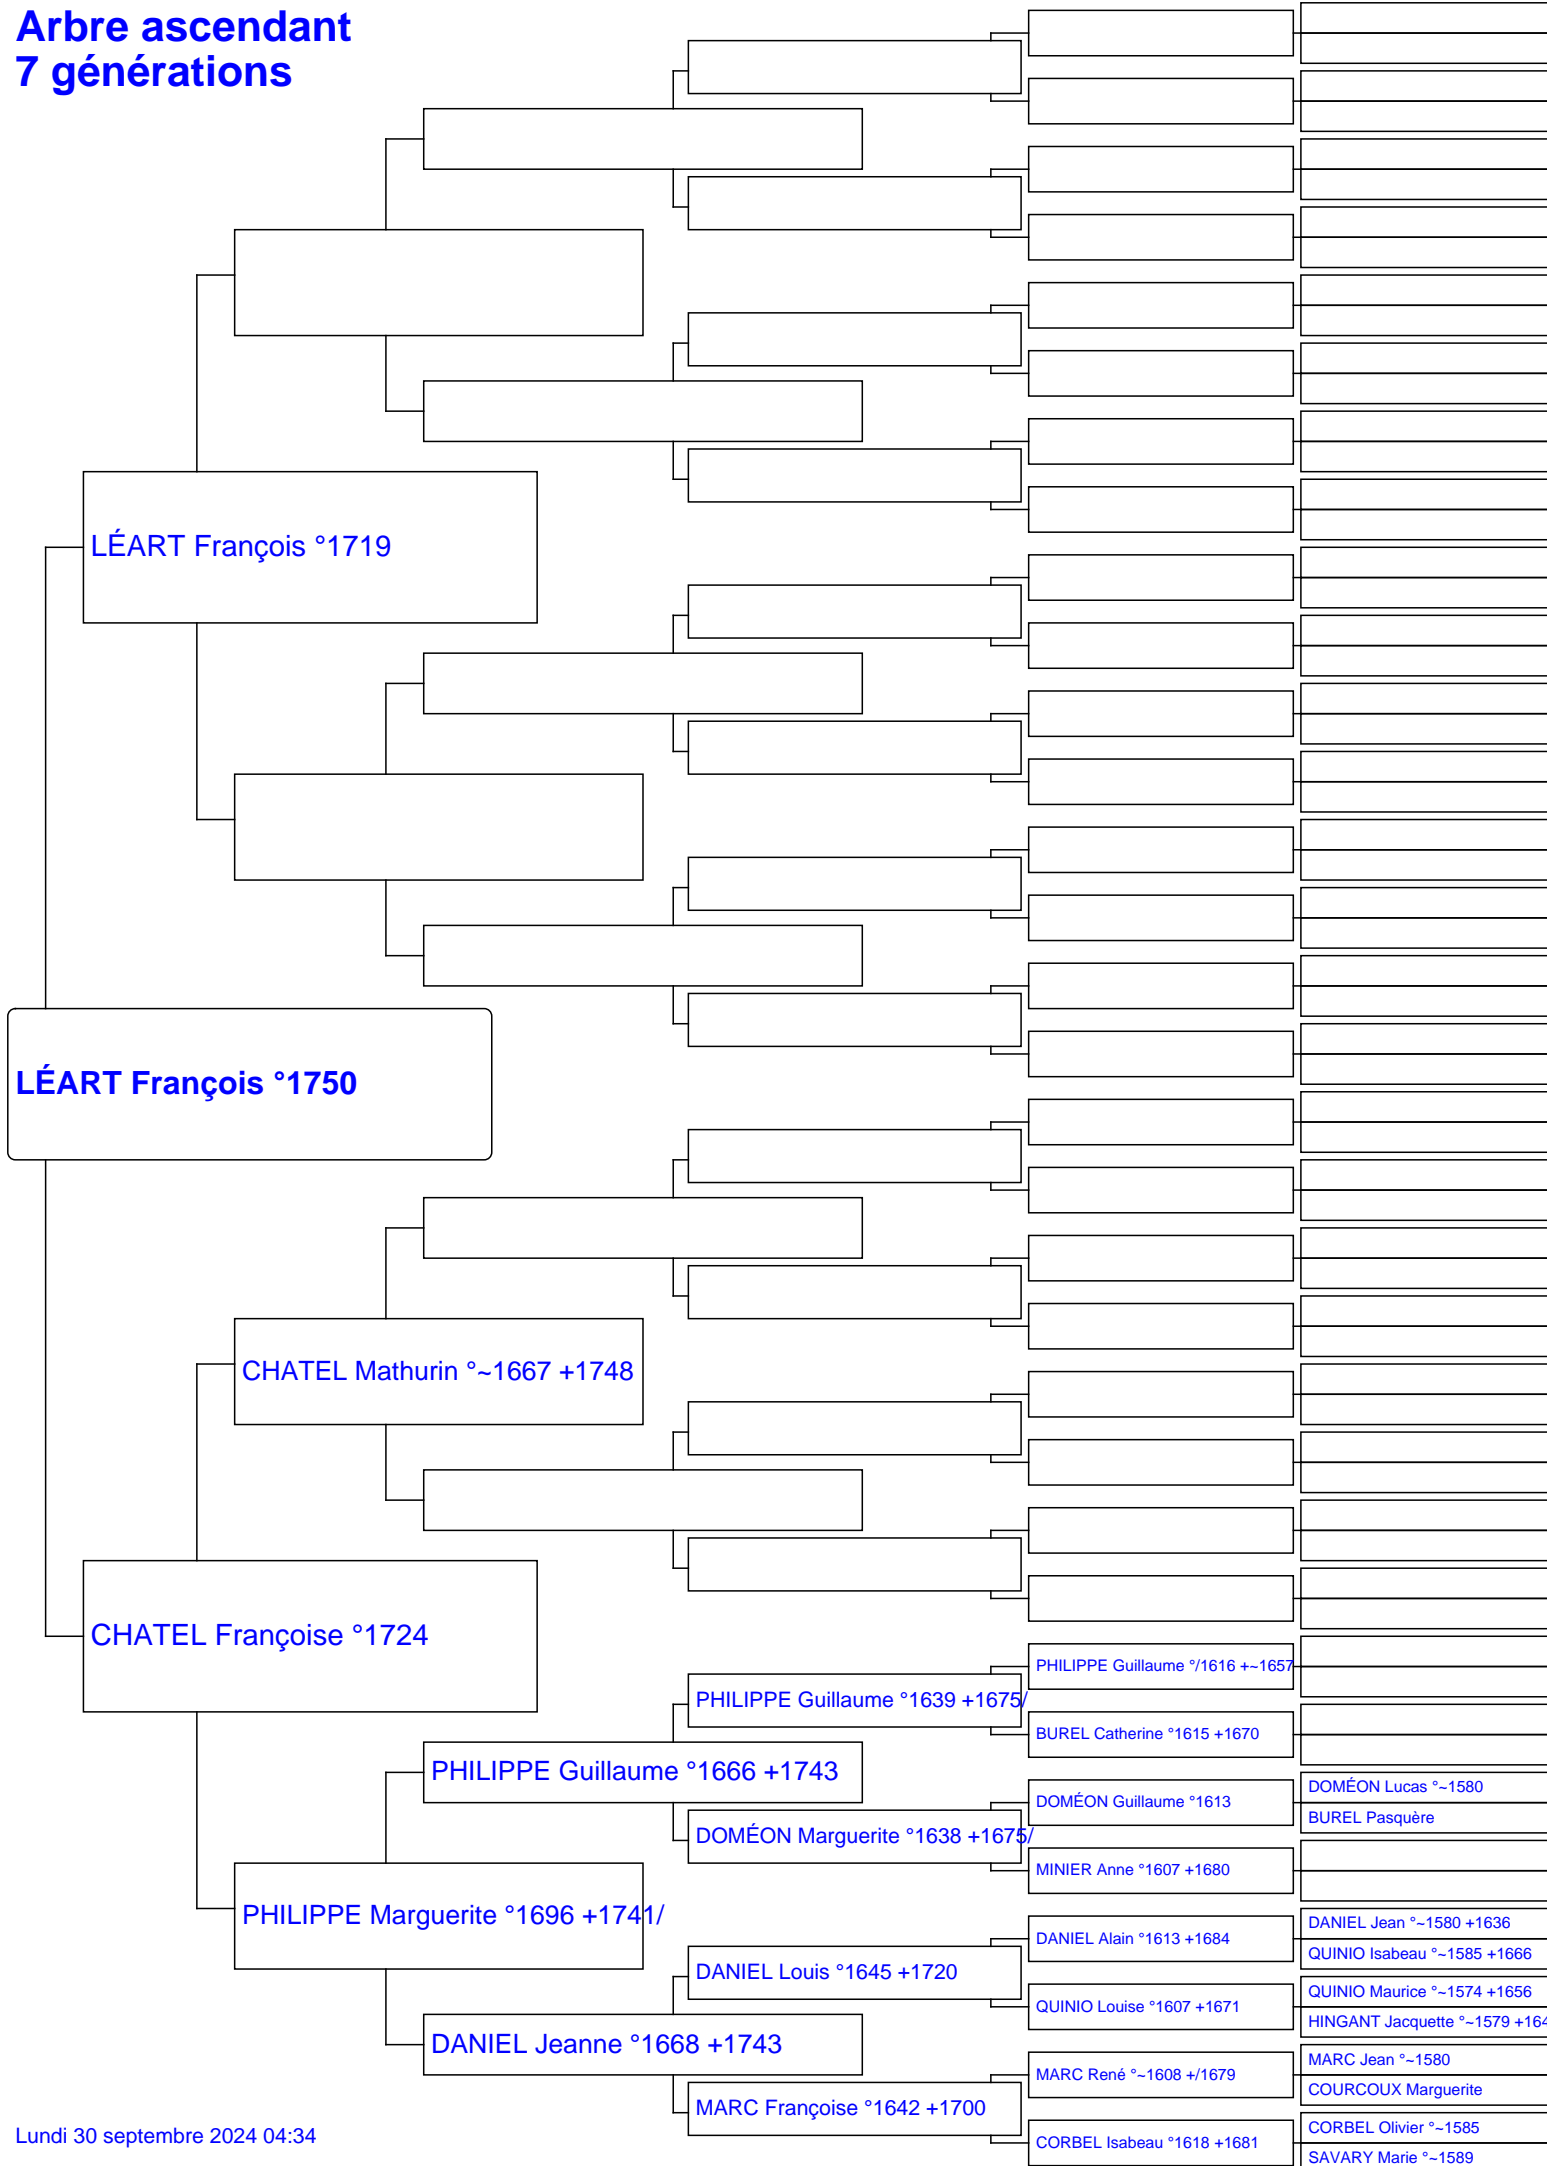 Arbre ascendant
7 générations
LÉART François °1719
LÉART François °1750
CHATEL Mathurin °~1667 +1748
CHATEL Françoise °1724
PHILIPPE Guillaume °/1616 +~1657
PHILIPPE Guillaume °1639 +1675/
BUREL Catherine °1615 +1670
PHILIPPE Guillaume °1666 +1743
DOMÉON Lucas °~1580
DOMÉON Guillaume °1613
BUREL Pasquère
DOMÉON Marguerite °1638 +1675/
MINIER Anne °1607 +1680
PHILIPPE Marguerite °1696 +1741/
DANIEL Jean °~1580 +1636
DANIEL Alain °1613 +1684
QUINIO Isabeau °~1585 +1666
DANIEL Louis °1645 +1720
QUINIO Maurice °~1574 +1656
QUINIO Louise °1607 +1671
HINGANT Jacquette °~1579 +164
DANIEL Jeanne °1668 +1743
MARC Jean °~1580
MARC René °~1608 +/1679
COURCOUX Marguerite
MARC Françoise °1642 +1700
CORBEL Olivier °~1585
CORBEL Isabeau °1618 +1681
SAVARY Marie °~1589
Lundi 30 septembre 2024 04:34